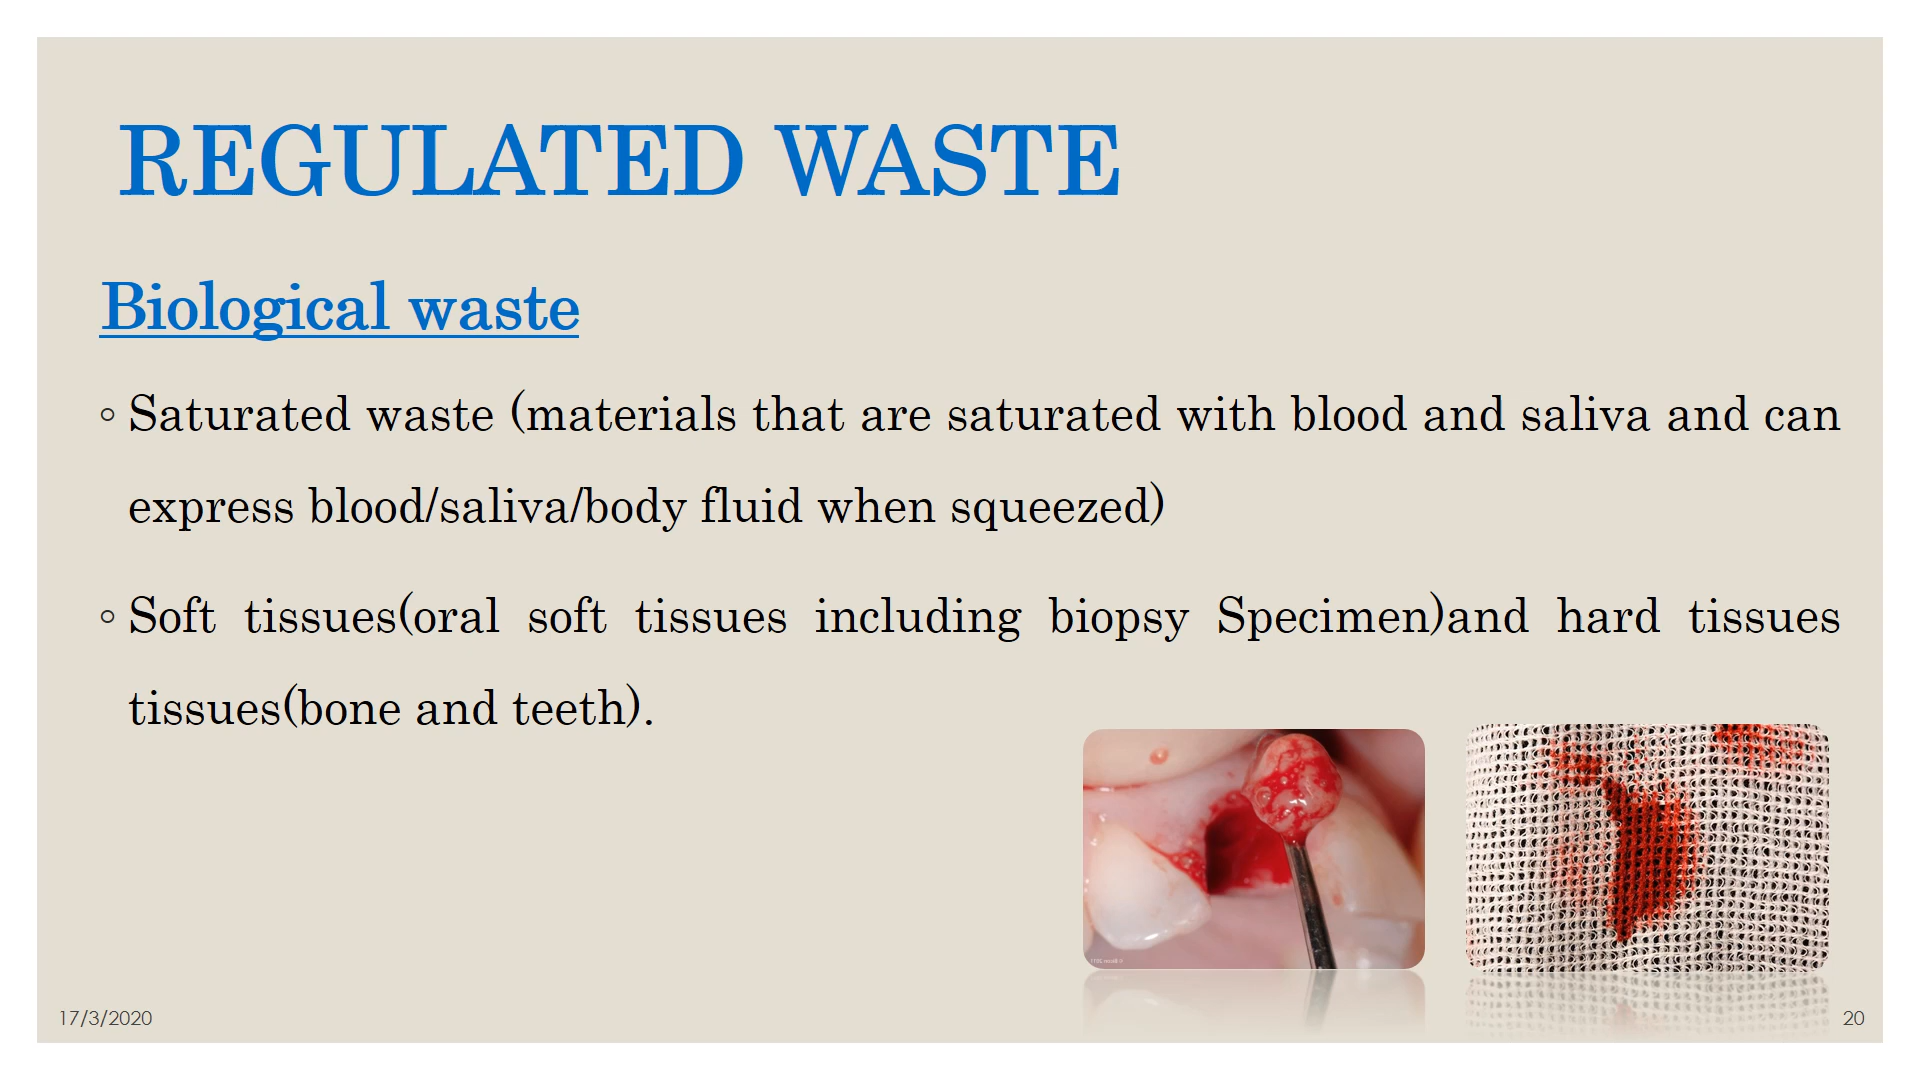 REGULATED WASTE
Biological waste
◦ Saturated waste (materials that are saturated with blood and saliva and can
express blood/saliva/body fluid when squeezed)
◦ Soft tissues(oral soft tissues including biopsy Specimen)and hard tissues
tissues(bone and teeth).
17/3/2020
20